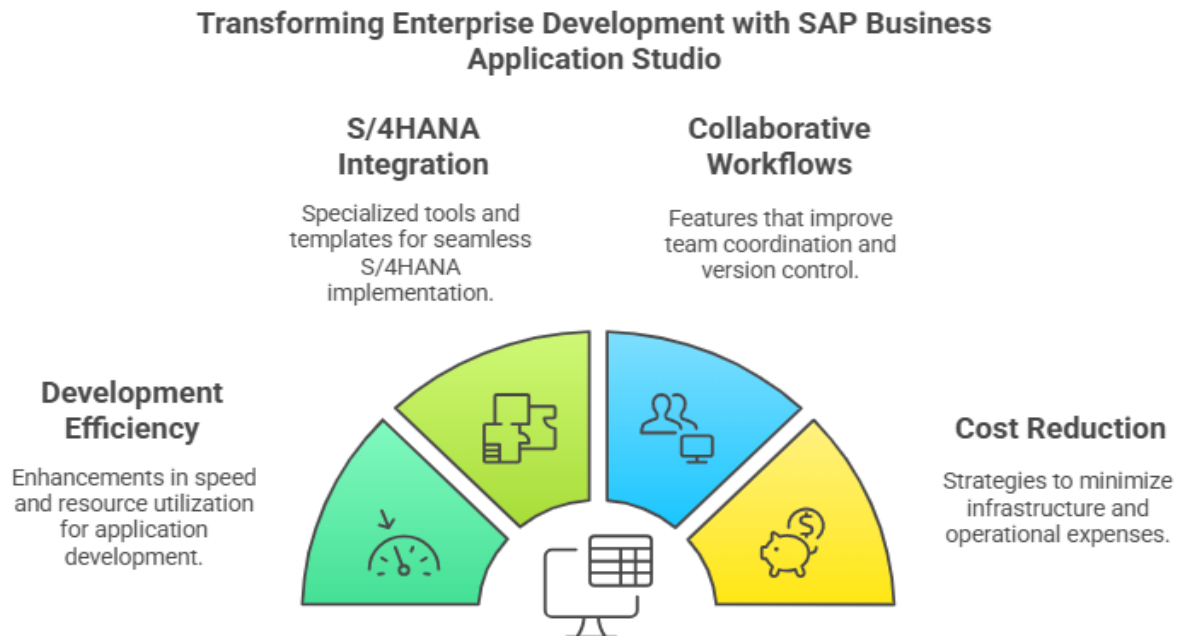 Transforming Enterprise Development with SAP Business
Application Studio
S/4HANA
Integration
Specialized tools and
templates for seamless
S/4HANA
implementation.
Collaborative
Workflows
Features that improve
team coordination and
version control.
Development
Efficiency
Enhancements in speed
and resource utilization
for application
development.
Cost Reduction
Strategies to minimize
infrastructure and
operational expenses.
$